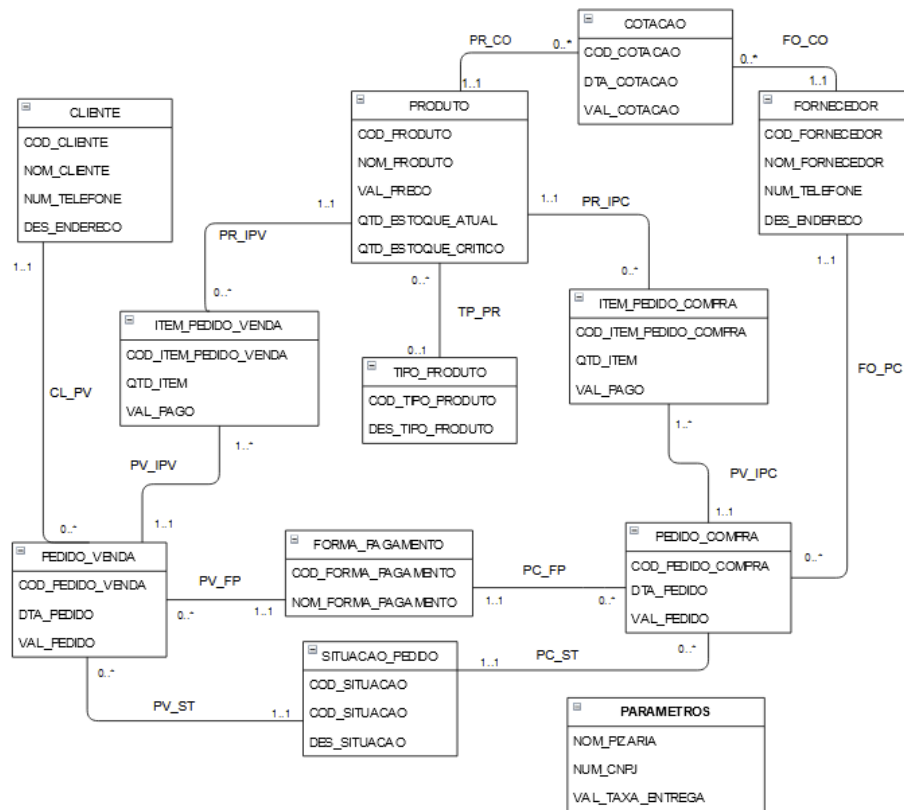 COTACAO
COD_COTACAO
DTA_COTACAO
VAL_COTACAO
PR_CO
0..*
1..1
FO_CO
0..*
1..1
CLIENTE
COD_CLIENTE
NOM_CLIENTE
NUM_TELEFONE
DES_ENDERECO
PRODUTO
COD_PRODUTO
NOM_PRODUTO
VAL_PRECO
QTD_ESTOQUE_ATUAL
QTD_ESTOQUE_CRITICO
FORNECEDOR
COD_FORNECEDOR
NOM_FORNECEDOR
NUM_TELEFONE
DES_ENDERECO
1..1
PR_IPV
0..*
1..1
PR_IPC
0..*
0..*
TP_PR
0..1
1..1
CL_PV
0..*
1..1
FO_PC
0..*
ITEM_PEDIDO_VENDA
COD_ITEM_PEDIDO_VENDA
QTD_ITEM
VAL_PAGO
TIPO_PRODUTO
COD_TIPO_PRODUTO
DES_TIPO_PRODUTO
ITEM_PEDIDO_COMPRA
COD_ITEM_PEDIDO_COMPRA
QTD_ITEM
VAL_PAGO
1..*
PV_IPV
1..1
1..*
PV_IPC
1..1
PEDIDO_VENDA
COD_PEDIDO_VENDA
DTA_PEDIDO
VAL_PEDIDO
PV_FP
0..*
1..1
FORMA_PAGAMENTO
COD_FORMA_PAGAMENTO
NOM_FORMA_PAGAMENTO
PC_FP
1..1
0..*
PEDIDO_COMPRA
COD_PEDIDO_COMPRA
DTA_PEDIDO
VAL_PEDIDO
0..*
PV_ST
1..1
SITUACAO_PEDIDO
COD_SITUACAO
COD_SITUACAO
DES_SITUACAO
1..1
PC_ST
0..*
PARAMETROS
NOM_PIZARIA
NUM_CNPJ
VAL_TAXA_ENTREGA